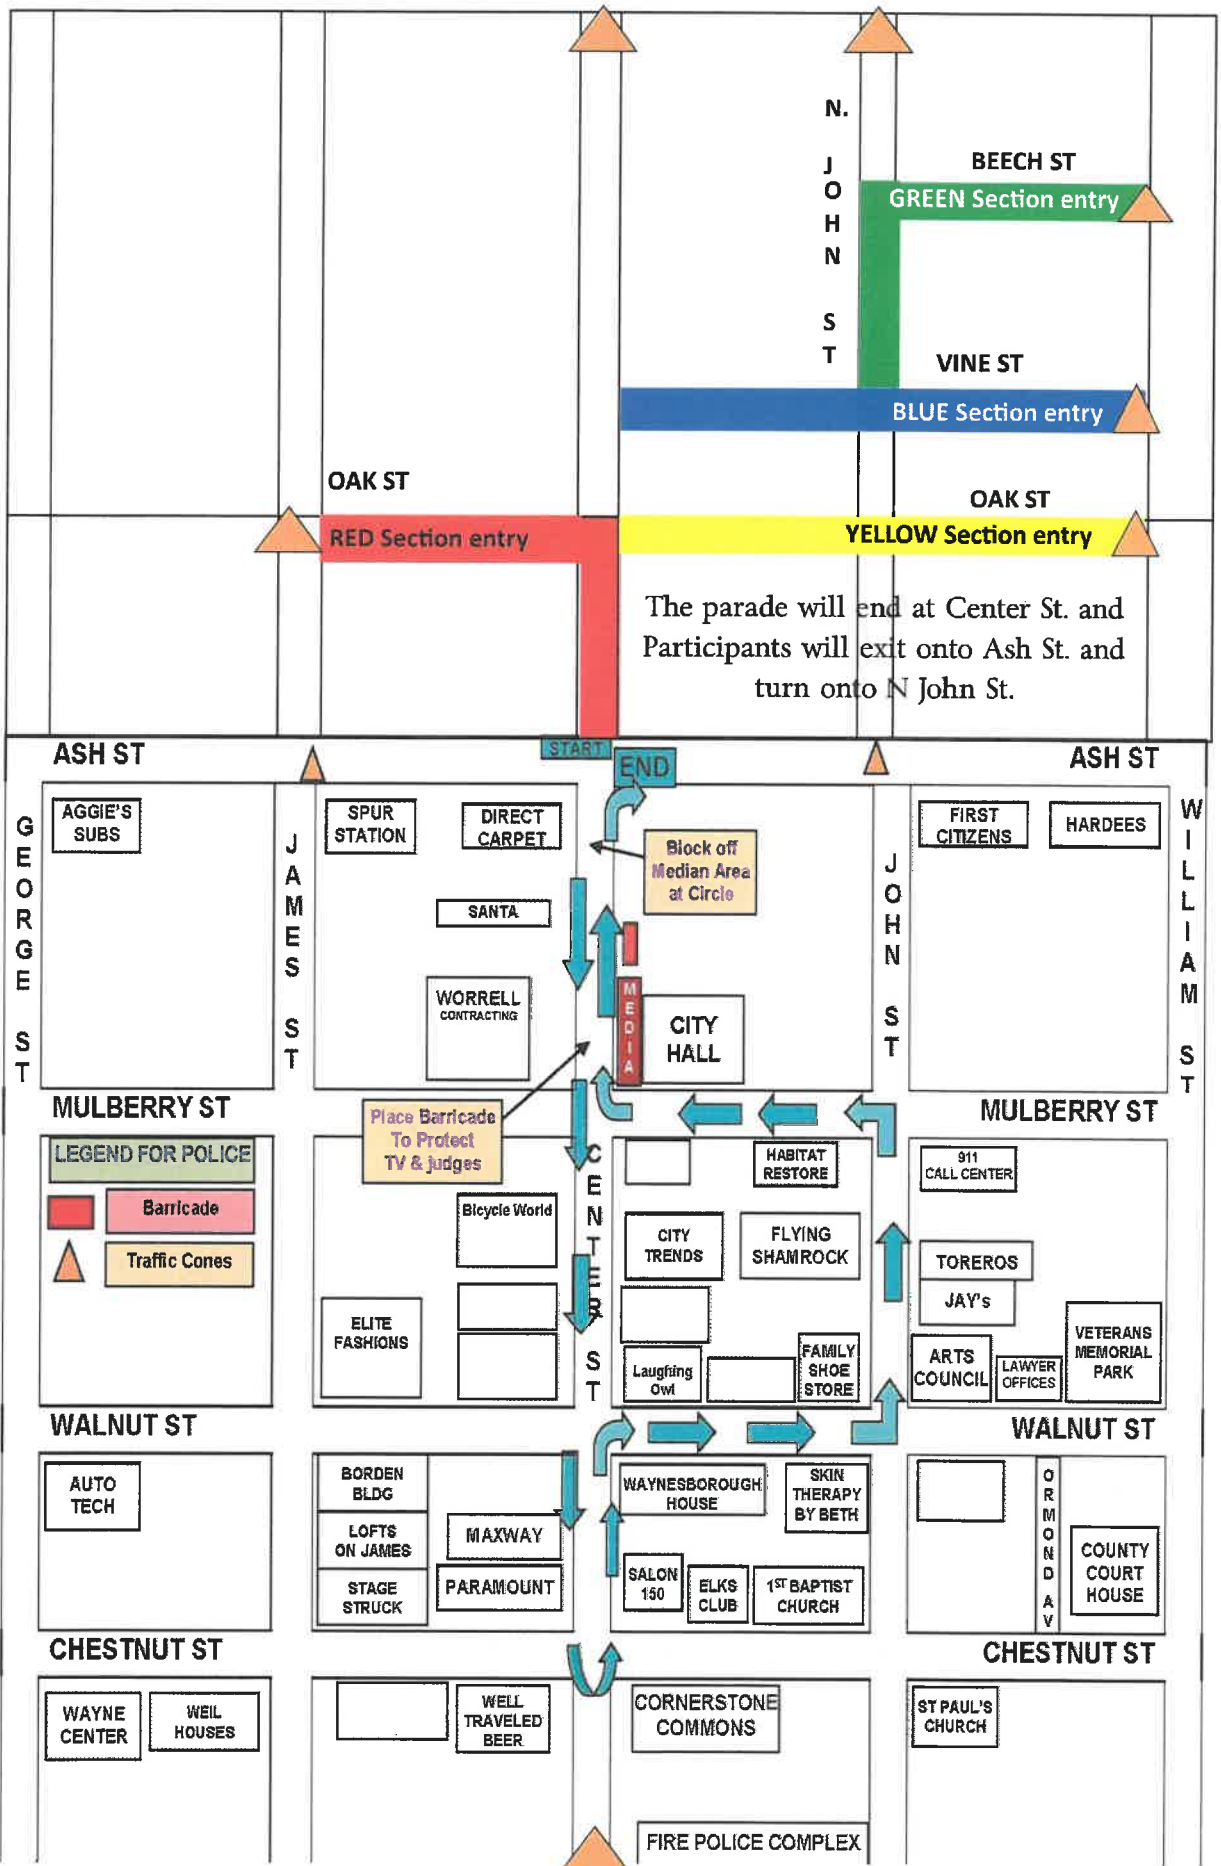 N. JOHN ST
BEECH ST
GREEN Section entry
VINE ST
BLUE Section entry
OAK ST
OAK ST
RED Section entry
YELLOW Section entry
The parade will end at Center St. and
Participants will exit onto Ash St. and
turn onto N John St.
ASH ST
START
END
ASH ST
GEORGE ST
AGGIE'S
SUBS
JAMES ST
SPUR
STATION
DIRECT
CARPET
Block off
Median Area
at Circle
JOHN ST
FIRST
CITIZENS
HARDEES
WILLIAM ST
SANTA
WORRELL
CONTRACTING
MEDIA
CITY
HALL
MULBERRY ST
MULBERRY ST
Place Barricade
To Protect
TV & judges
LEGEND FOR POLICE
Barricade
Traffic Cones
CENTER ST
HABITAT
RESTORE
911
CALL CENTER
Bicycle World
CITY
TRENDS
FLYING
SHAMROCK
TOREROS
JAY's
ELITE
FASHIONS
Laughing
Owl
FAMILY
SHOE
STORE
ARTS
COUNCIL
LAWYER
OFFICES
VETERANS
MEMORIAL
PARK
WALNUT ST
WALNUT ST
AUTO
TECH
BORDEN
BLDG
LOFTS
ON JAMES
STAGE
STRUCK
MAXWAY
PARAMOUNT
WAYNESBOROUGH
HOUSE
SKIN
THERAPY
BY BETH
SALON
150
ELKS
CLUB
1ST BAPTIST
CHURCH
ORMOND AV
COUNTY
COURT
HOUSE
CHESTNUT ST
CHESTNUT ST
WAYNE
CENTER
WEIL
HOUSES
WELL
TRAVELED
BEER
CORNERSTONE
COMMONS
ST PAUL'S
CHURCH
FIRE POLICE COMPLEX